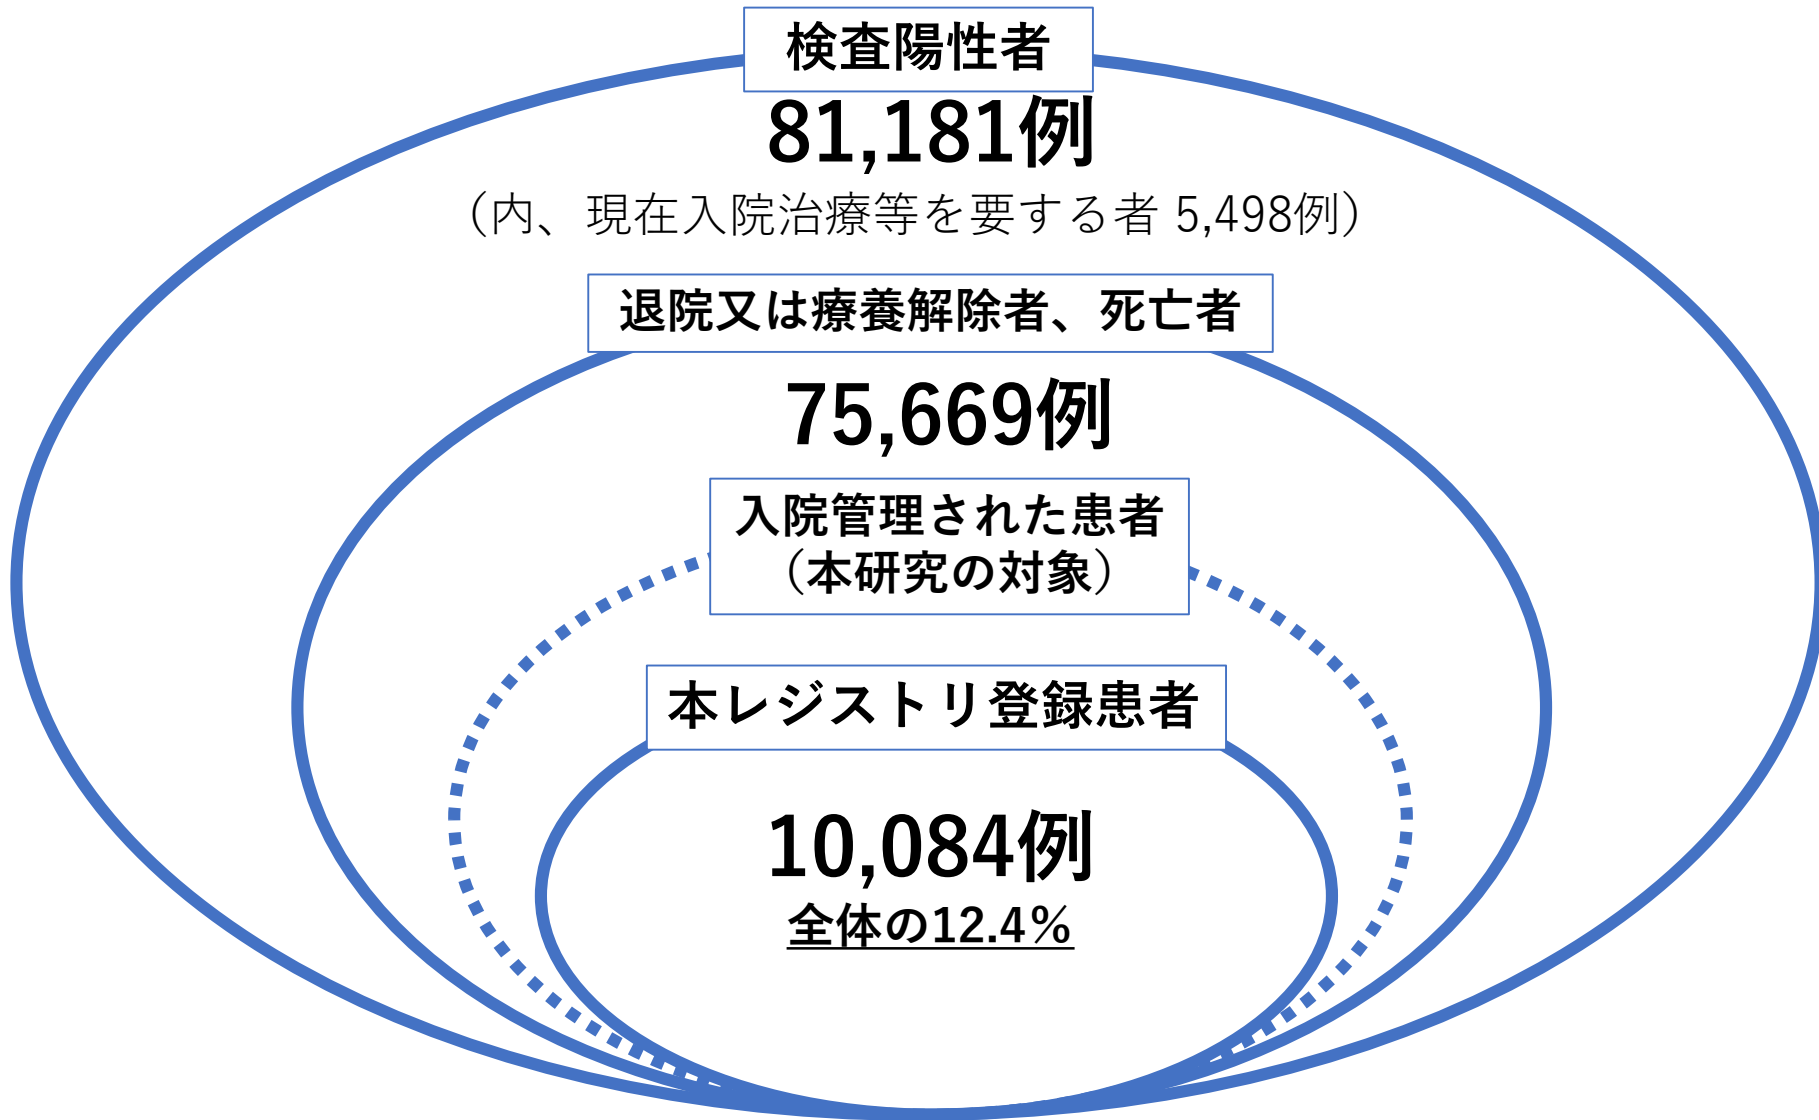 検査陽性者
81,181例
（内、現在入院治療等を要する者 5,498例）
退院又は療養解除者、死亡者
75,669例
入院管理された患者
（本研究の対象）
本レジストリ登録患者
10,084例
全体の12.4%